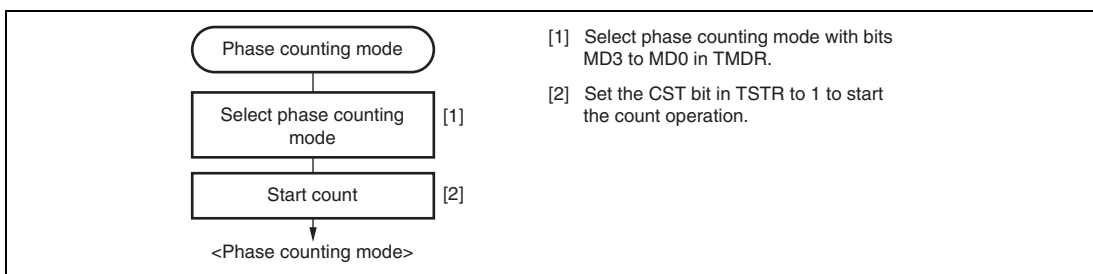 Phase counting mode
Select phase counting
mode
[1]
Start count
[2]
<Phase counting mode>
[1] Select phase counting mode with bits
MD3 to MD0 in TMDR.
[2] Set the CST bit in TSTR to 1 to start
the count operation.